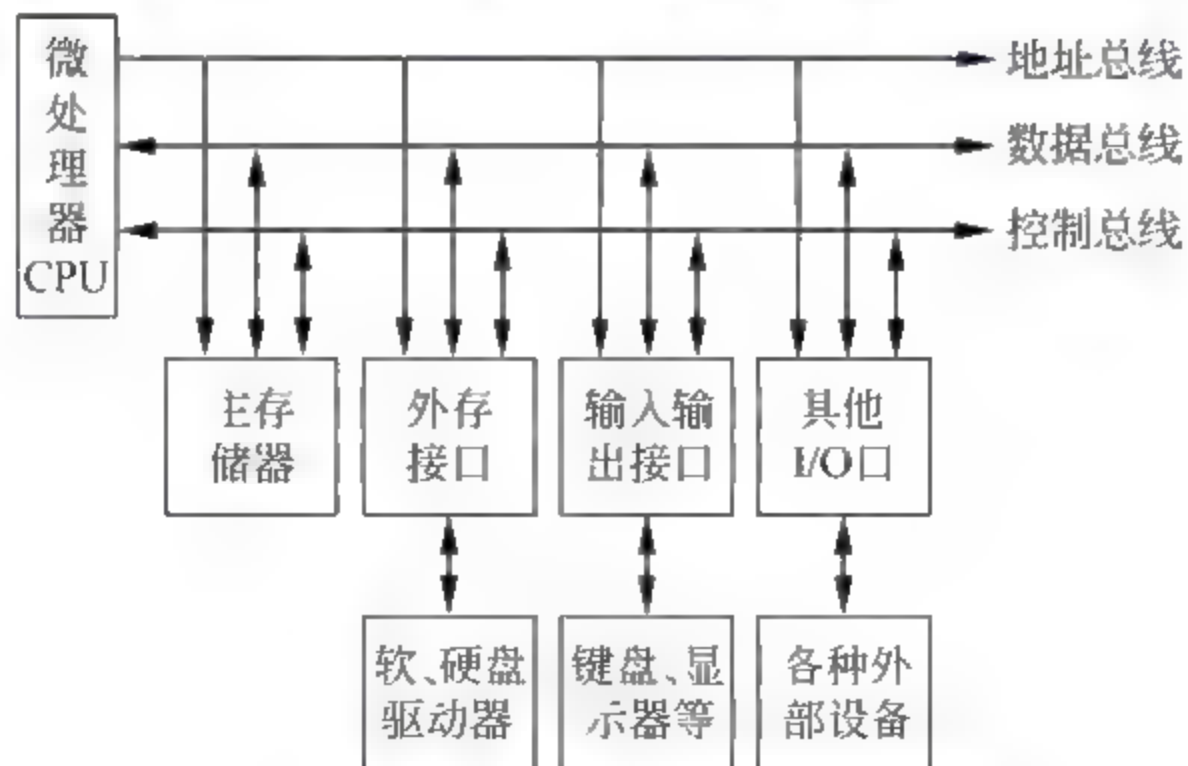 微
处
理
器
CPU
地址总线
数据总线
控制总线
主存
储器
外存
接口
输入输
出接口
其他
I/O口
软、硬盘
驱动器
键盘、显
示器等
各种外
部设备